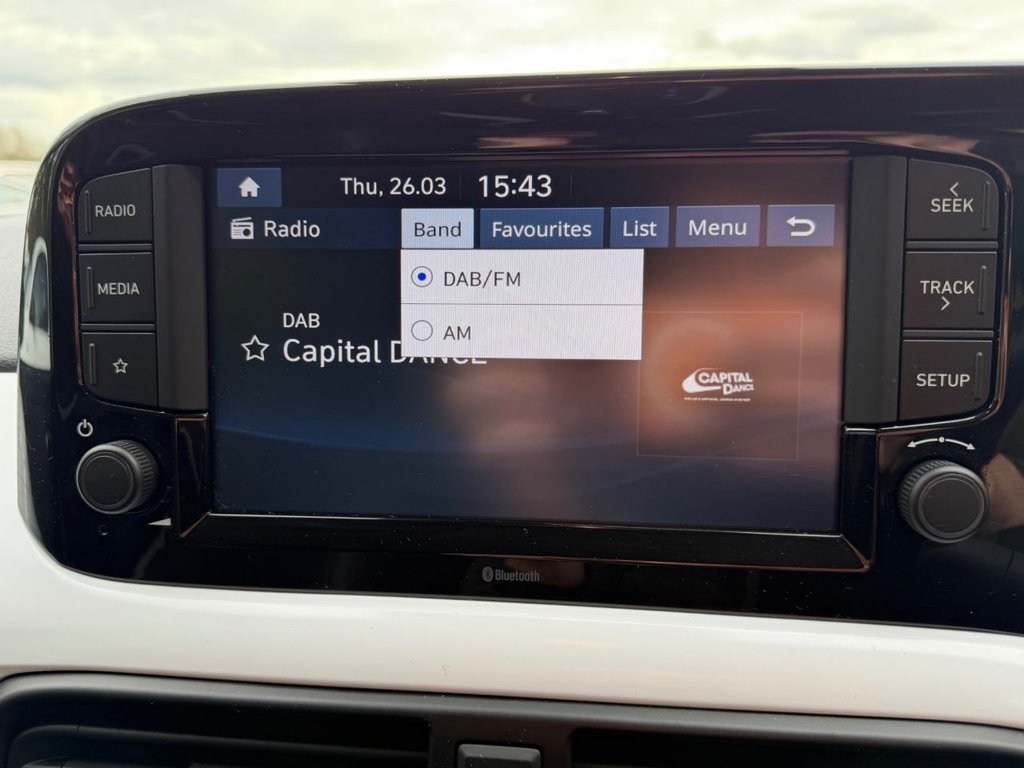 Thu, 26.03 15:43
Radio Band Favourites List Menu
DAB/FM
AM
DAB
Capital DANCE
CAPITAL
DANCE
RADIO
MEDIA
SEEK
TRACK
SETUP
Bluetooth